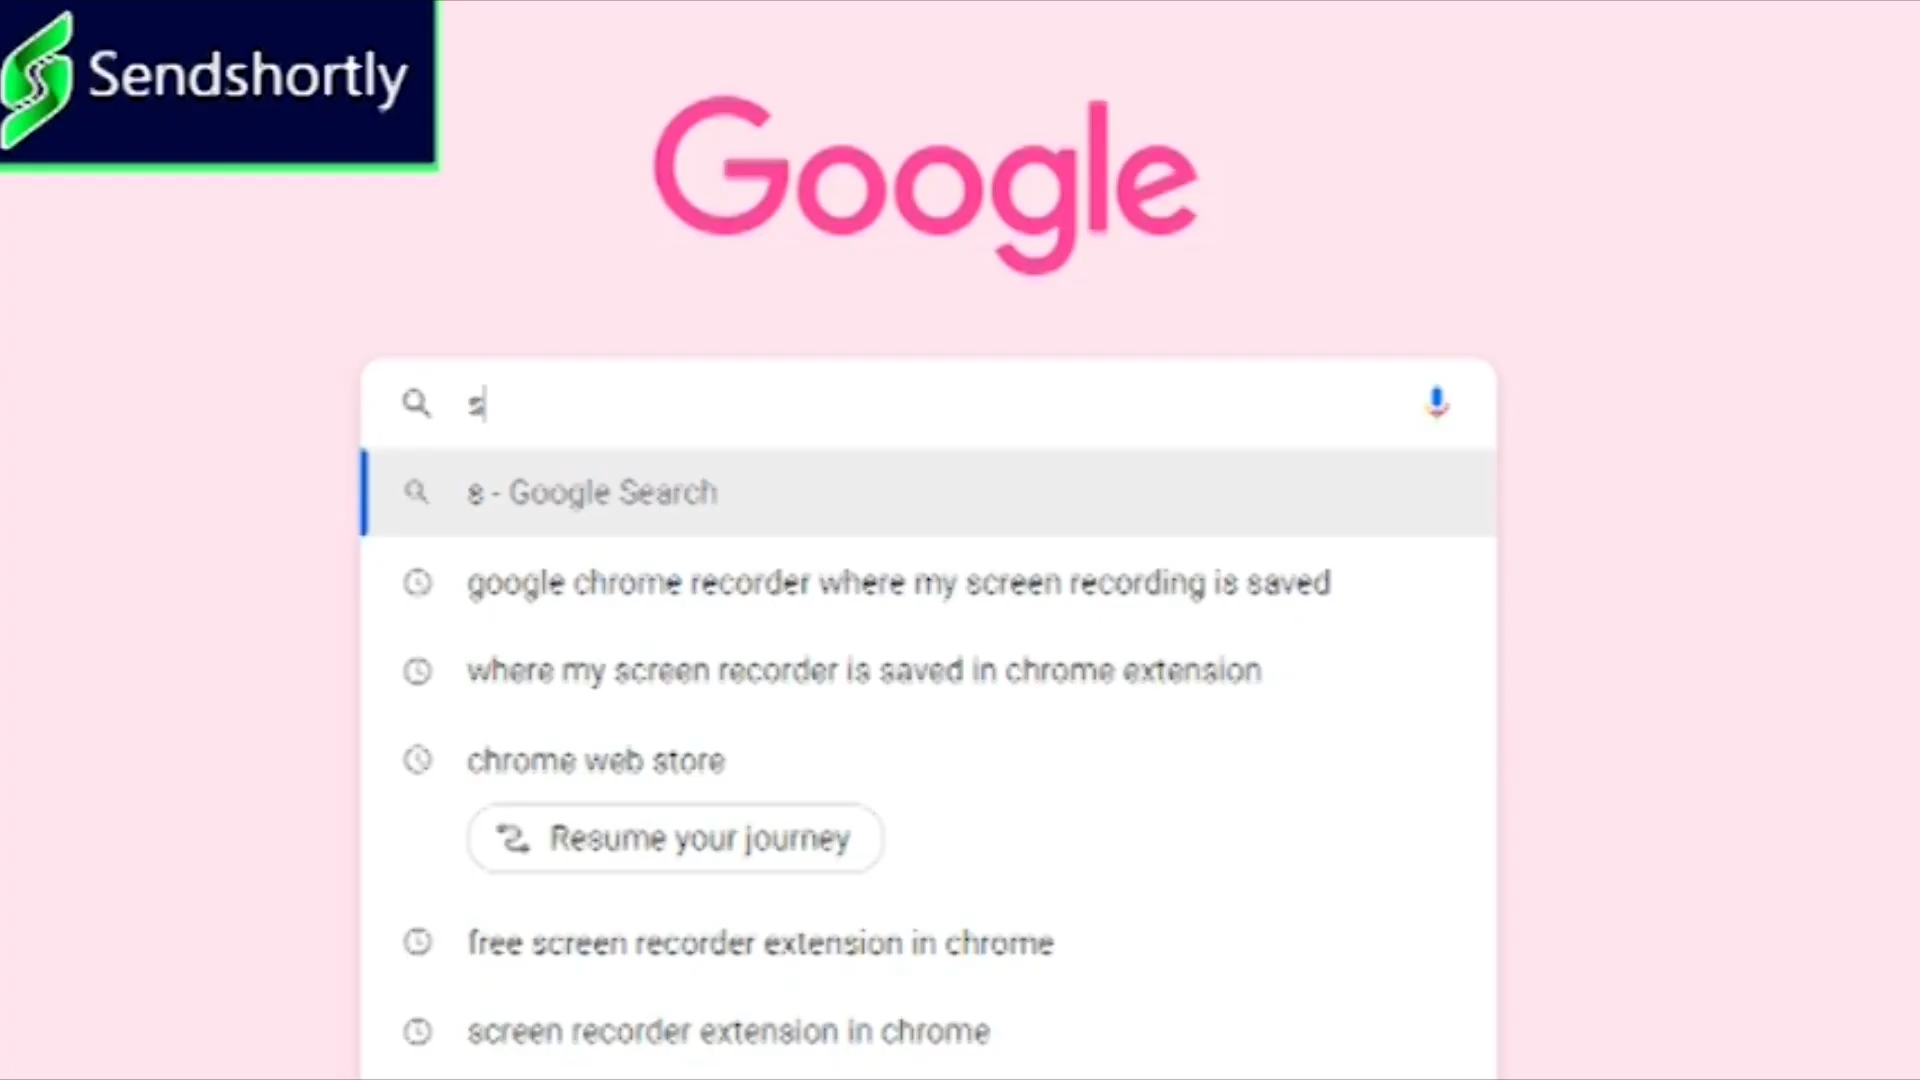 Sendshortly
Google
s
s - Google Search
google chrome recorder where my screen recording is saved
where my screen recorder is saved in chrome extension
chrome web store
Resume your journey
free screen recorder extension in chrome
screen recorder extension in chrome